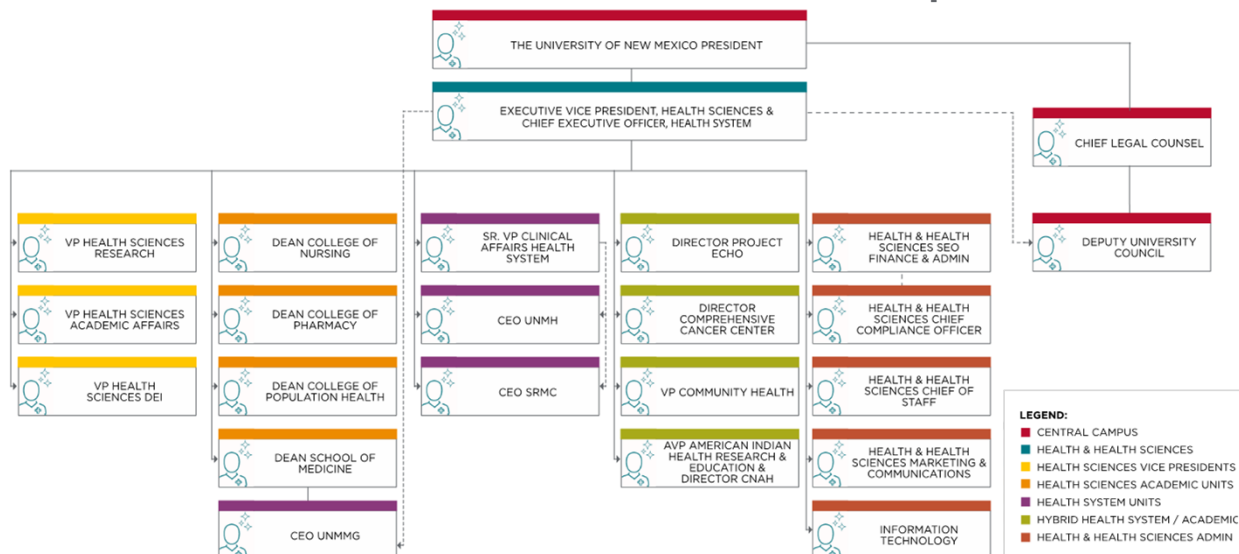 THE UNIVERSITY OF NEW MEXICO PRESIDENT
EXECUTIVE VICE PRESIDENT, HEALTH SCIENCES &
CHIEF EXECUTIVE OFFICER, HEALTH SYSTEM
CHIEF LEGAL COUNSEL
DEPUTY UNIVERSITY
COUNCIL
VP HEALTH SCIENCES
RESEARCH
VP HEALTH SCIENCES
ACADEMIC AFFAIRS
VP HEALTH
SCIENCES DEI
DEAN COLLEGE OF
NURSING
DEAN COLLEGE OF
PHARMACY
DEAN COLLEGE OF
POPULATION HEALTH
DEAN SCHOOL OF
MEDICINE
CEO UNMMG
SR. VP CLINICAL
AFFAIRS HEALTH
SYSTEM
CEO UNMH
CEO SRMC
DIRECTOR PROJECT
ECHO
DIRECTOR
COMPREHENSIVE
CANCER CENTER
VP COMMUNITY HEALTH
AVP AMERICAN INDIAN
HEALTH RESEARCH &
EDUCATION &
DIRECTOR CNAH
HEALTH & HEALTH
SCIENCES SEO
FINANCE & ADMIN
HEALTH & HEALTH
SCIENCES CHIEF
COMPLIANCE OFFICER
HEALTH & HEALTH
SCIENCES CHIEF OF
STAFF
HEALTH & HEALTH
SCIENCES MARKETING &
COMMUNICATIONS
INFORMATION
TECHNOLOGY
LEGEND:
CENTRAL CAMPUS
HEALTH & HEALTH SCIENCES
HEALTH SCIENCES VICE PRESIDENTS
HEALTH SCIENCES ACADEMIC UNITS
HEALTH SYSTEM UNITS
HYBRID HEALTH SYSTEM / ACADEMIC
HEALTH & HEALTH SCIENCES ADMIN